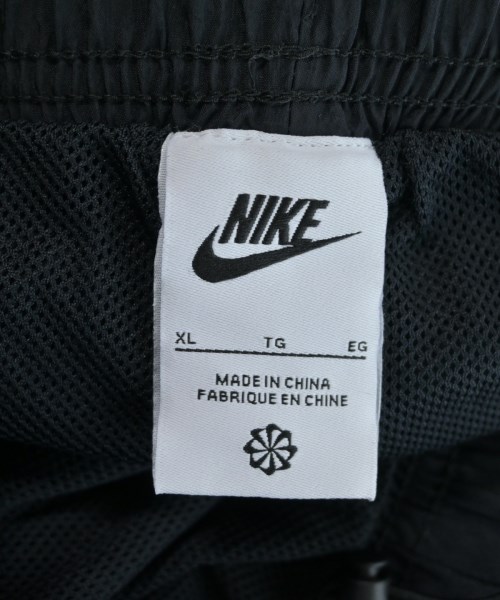 NIKE
XL TG EG
MADE IN CHINA
FABRIQUE EN CHINE